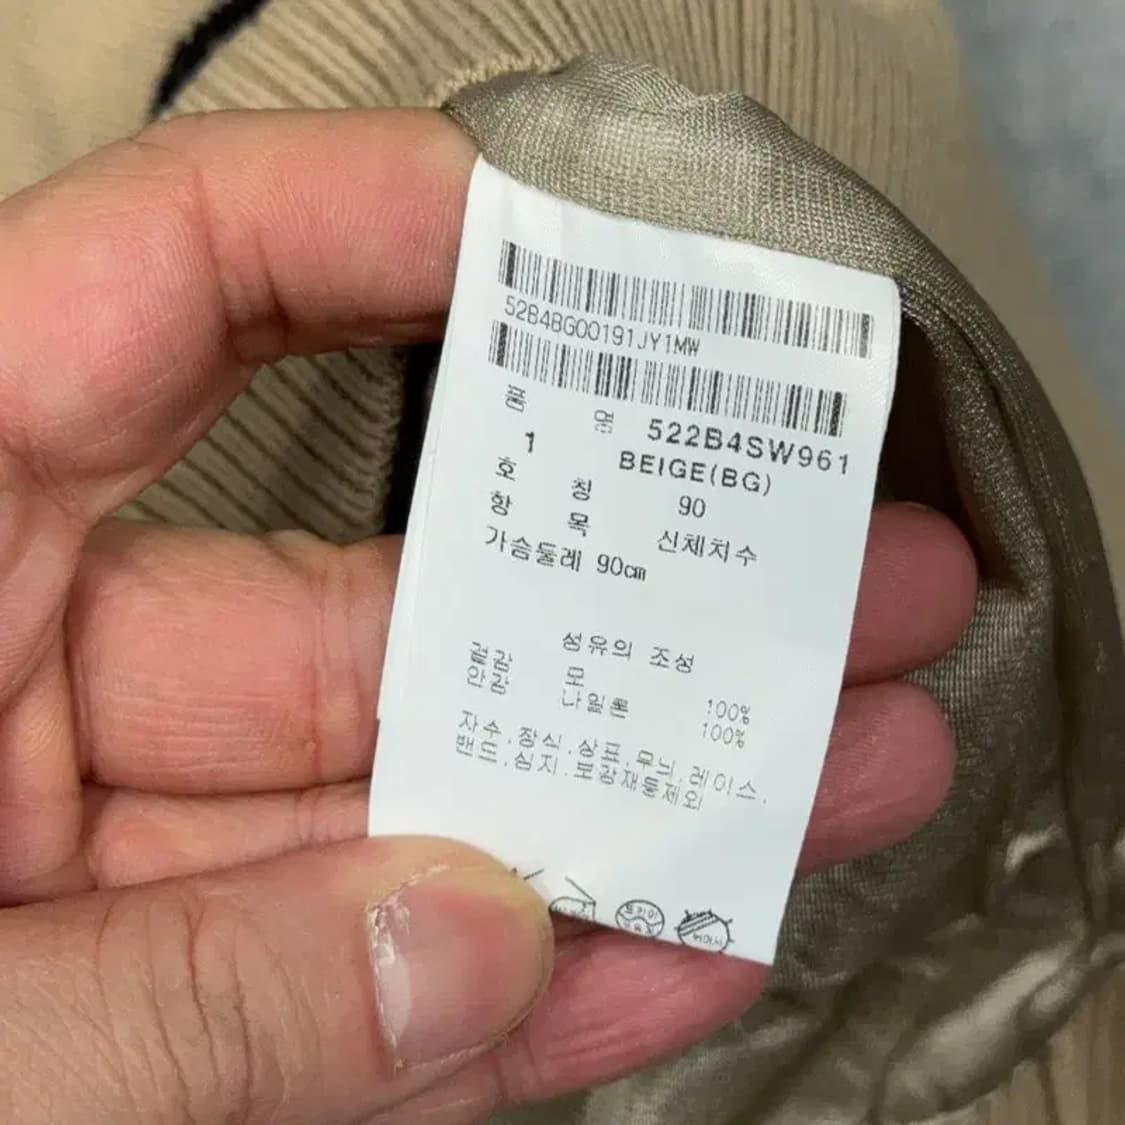 52B4BG00191JY1MW
품 명 522B4SW961
1 BEIGE(BG)
호 칭 90
항 목 신체치수
가슴둘레 90cm
섬유의 조성
겉감 모 100%
안감 나일론 100%
자수.장식.상표.무늬.레이스.
밴드.심지.보강재등제외
드라이